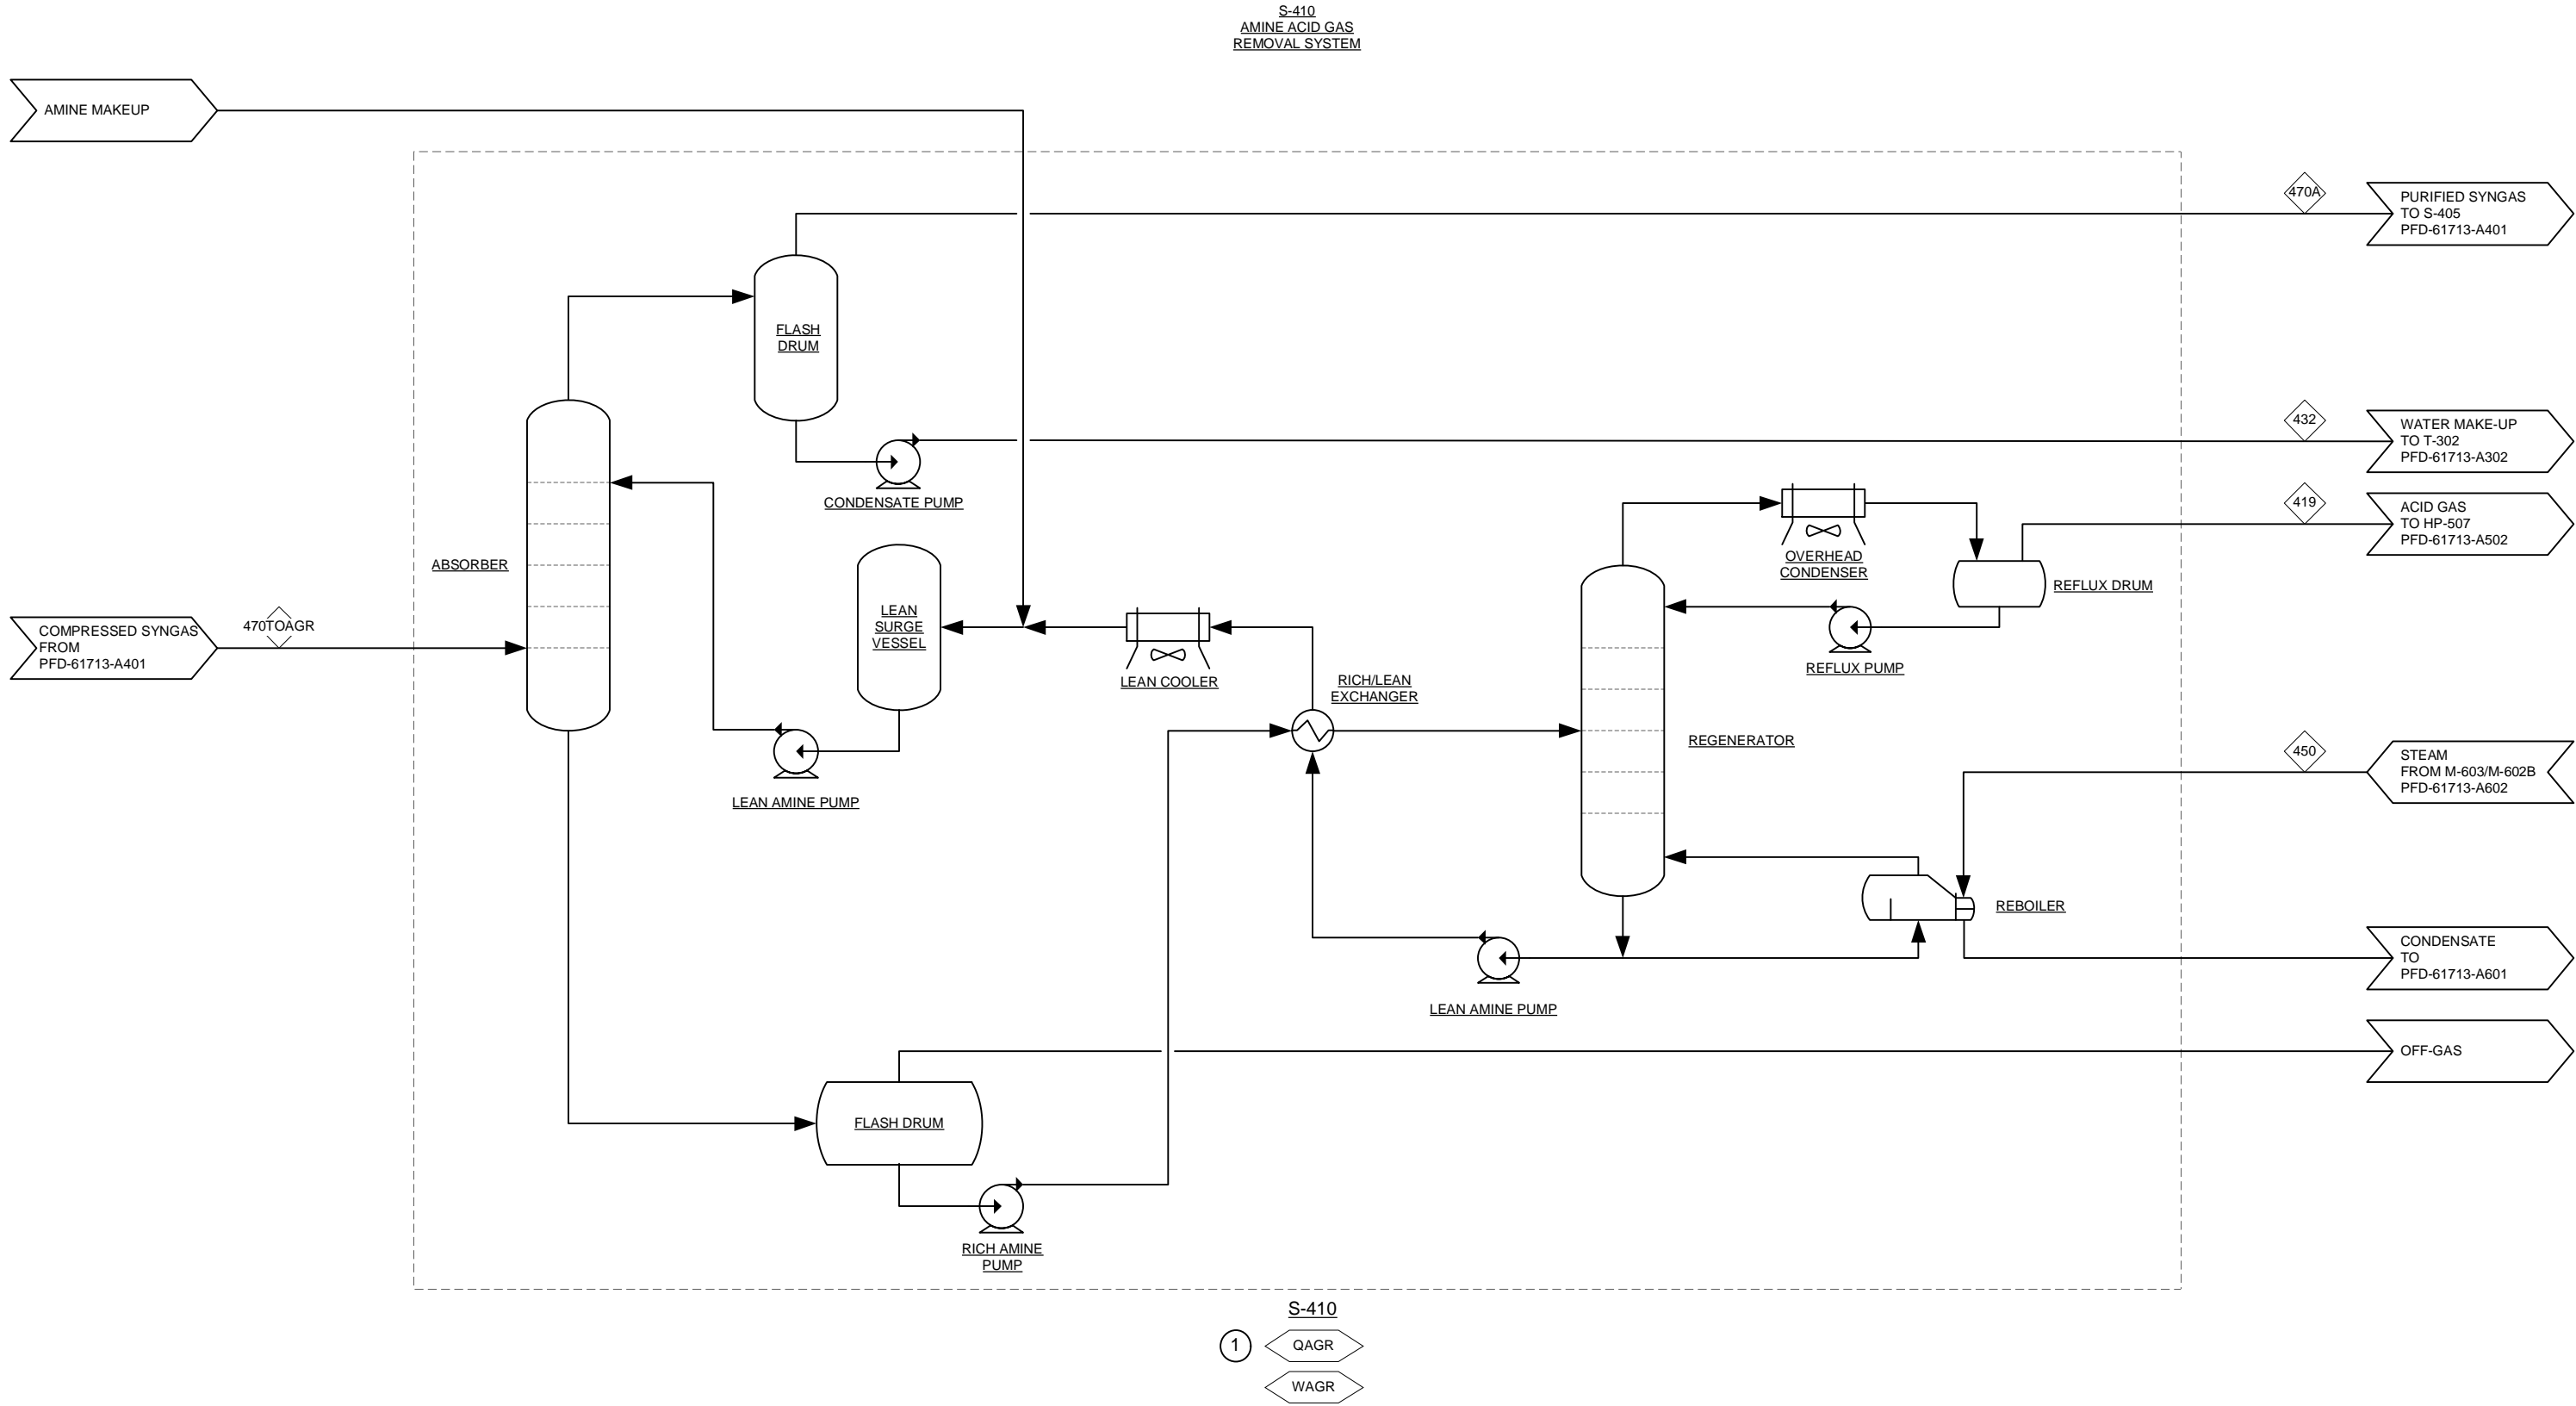 S-410
AMINE ACID GAS
REMOVAL SYSTEM
AMINE MAKEUP
470A
PURIFIED SYNGAS
TO S-405
PFD-61713-A401
FLASH
DRUM
432
WATER MAKE-UP
TO T-302
PFD-61713-A302
CONDENSATE PUMP
419
ACID GAS
TO HP-507
PFD-61713-A502
ABSORBER
OVERHEAD
CONDENSER
REFLUX DRUM
LEAN
SURGE
VESSEL
470TOAGR
COMPRESSED SYNGAS
FROM
PFD-61713-A401
LEAN COOLER
REFLUX PUMP
RICH/LEAN
EXCHANGER
REGENERATOR
450
STEAM
FROM M-603/M-602B
PFD-61713-A602
LEAN AMINE PUMP
REBOILER
CONDENSATE
TO
PFD-61713-A601
LEAN AMINE PUMP
OFF-GAS
FLASH DRUM
RICH AMINE
PUMP
S-410
1
QAGR
WAGR